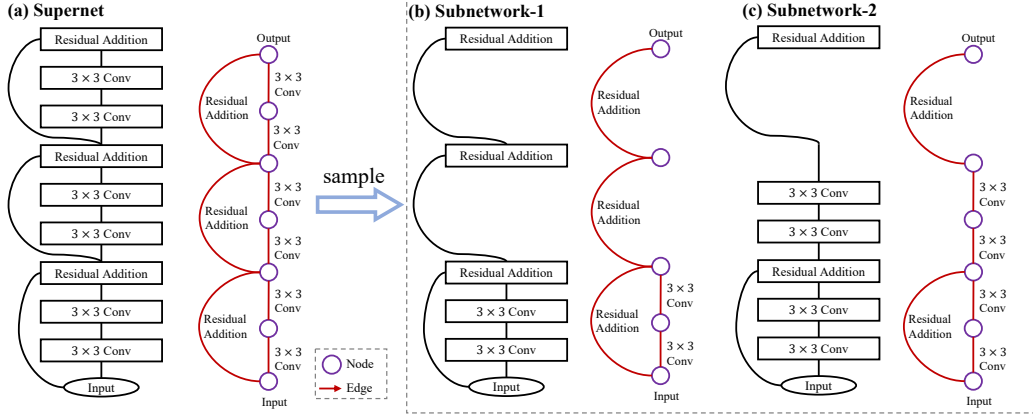 (a) Supernet
Residual Addition
3 × 3 Conv
3 × 3 Conv
Residual Addition
3 × 3 Conv
3 × 3 Conv
Residual Addition
3 × 3 Conv
3 × 3 Conv
Input
Output
3 × 3
Conv
Residual
Addition
3 × 3
Conv
3 × 3
Conv
Residual
Addition
3 × 3
Conv
3 × 3
Conv
Residual
Addition
3 × 3
Conv
Input
Node
Edge
sample
(b) Subnetwork-1
Residual Addition
Residual Addition
Residual Addition
3 × 3 Conv
3 × 3 Conv
Input
Output
Residual
Addition
Residual
Addition
3 × 3
Conv
Residual
Addition
3 × 3
Conv
Input
(c) Subnetwork-2
Residual Addition
3 × 3 Conv
3 × 3 Conv
Residual Addition
3 × 3 Conv
3 × 3 Conv
Input
Output
Residual
Addition
3 × 3
Conv
3 × 3
Conv
3 × 3
Conv
Residual
Addition
3 × 3
Conv
Input